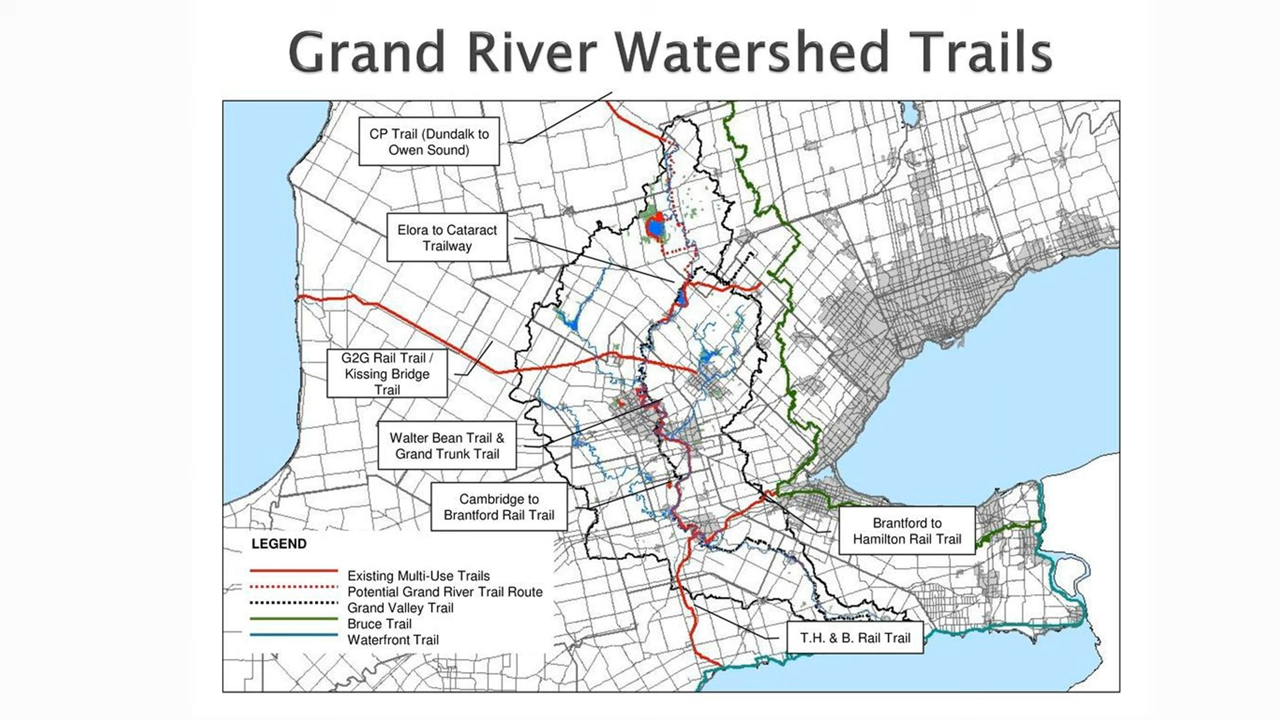 Grand River Watershed Trails
CP Trail (Dundalk to
Owen Sound)
Elora to Cataract
Trailway
G2G Rail Trail /
Kissing Bridge
Trail
Walter Bean Trail &
Grand Trunk Trail
Cambridge to
Brantford Rail Trail
Brantford to
Hamilton Rail Trail
T.H. & B. Rail Trail
LEGEND
Existing Multi-Use Trails
Potential Grand River Trail Route
Grand Valley Trail
Bruce Trail
Waterfront Trail